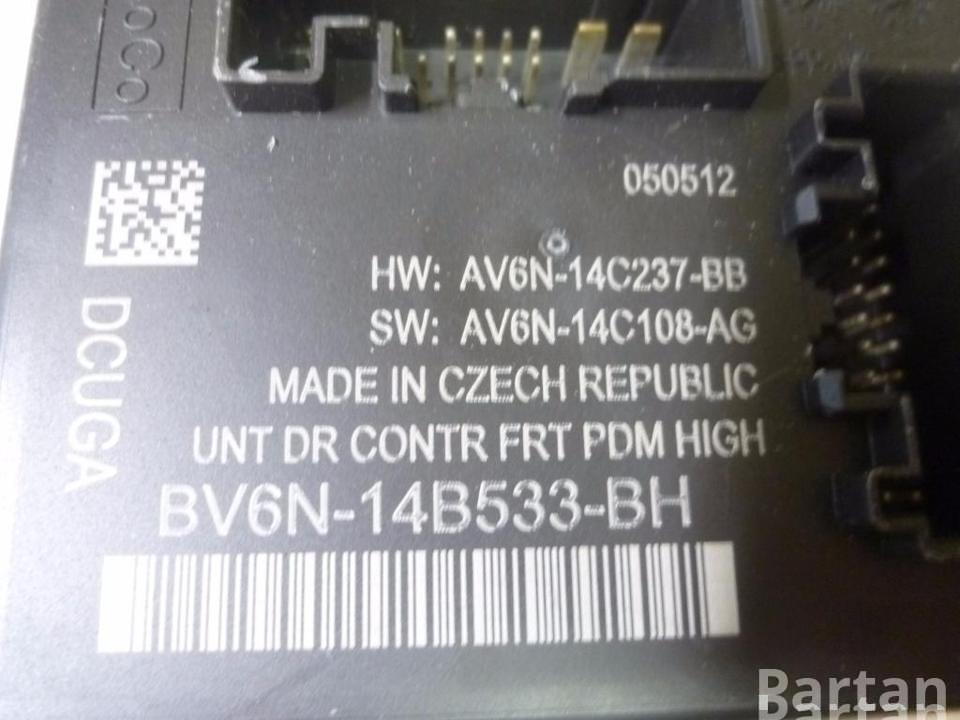 050512
HW: AV6N-14C237-BB
SW: AV6N-14C108-AG
MADE IN CZECH REPUBLIC
UNT DR CONTR FRT PDM HIGH
BV6N-14B533-BH
DCUGA
Bartan